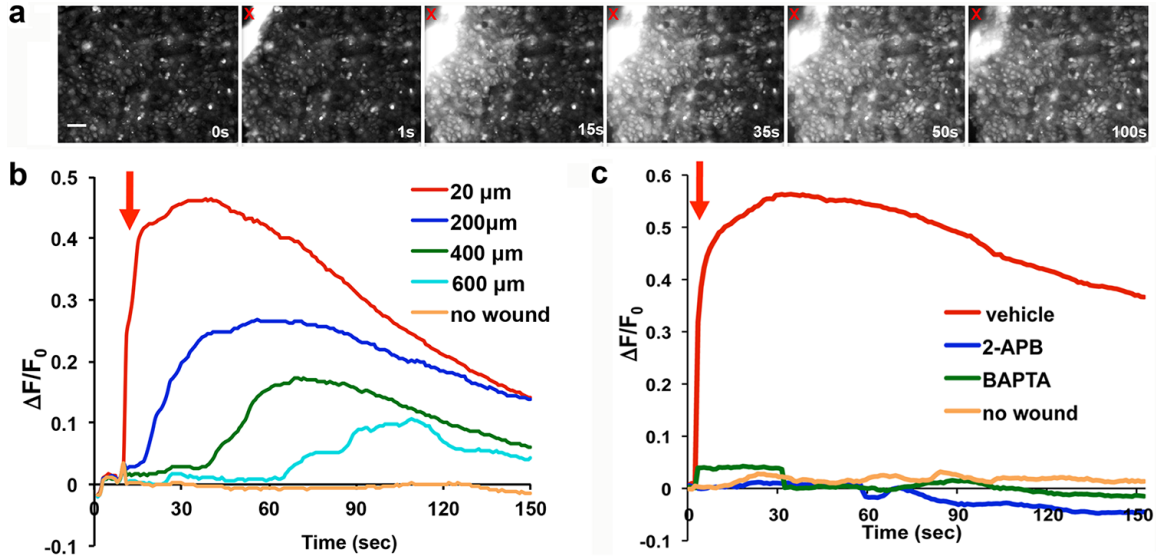 a
X X X X X
0s 1s 15s 35s 50s 100s
b
0.5
0.4
0.3
0.2
0.1
0
-0.1
ΔF/F0
0 30 60 90 120 150
Time (sec)
20 µm
200µm
400 µm
600 µm
no wound
c
0.6
0.5
0.4
0.3
0.2
0.1
0
-0.1
ΔF/F0
0 30 60 90 120 150
Time (sec)
vehicle
2-APB
BAPTA
no wound